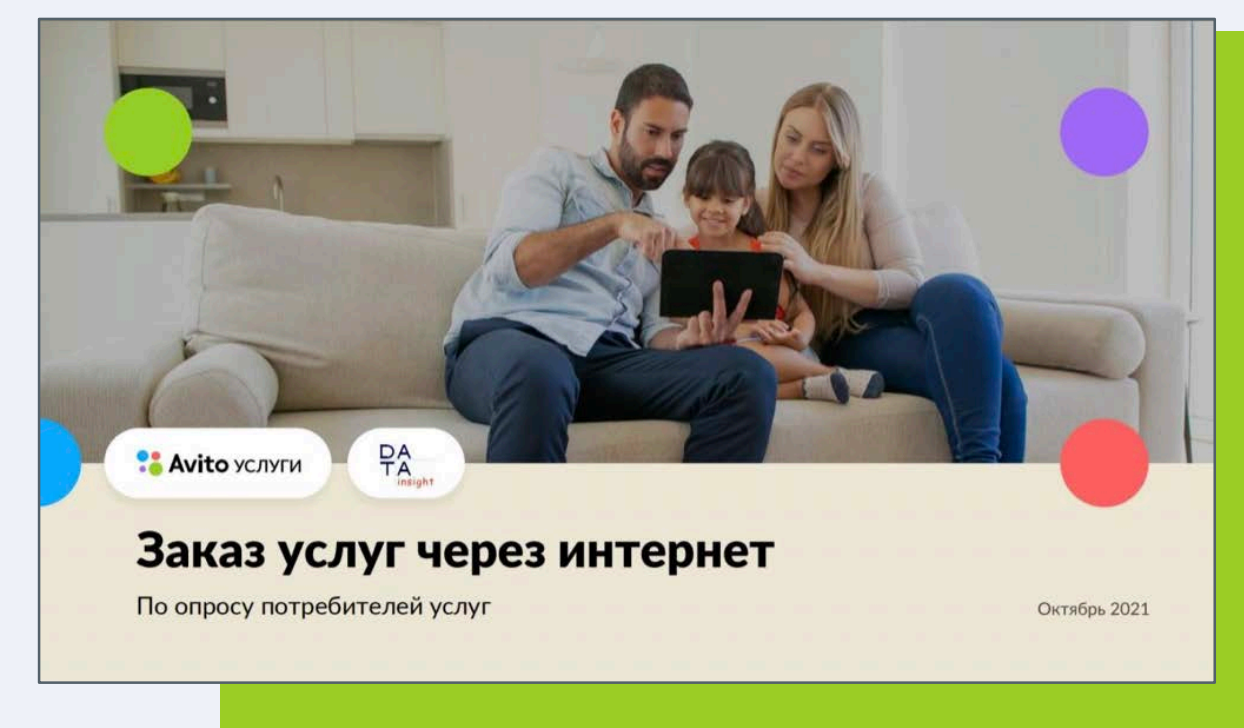 Avito услуги
DA
TA
insight
Заказ услуг через интернет
По опросу потребителей услуг
Октябрь 2021